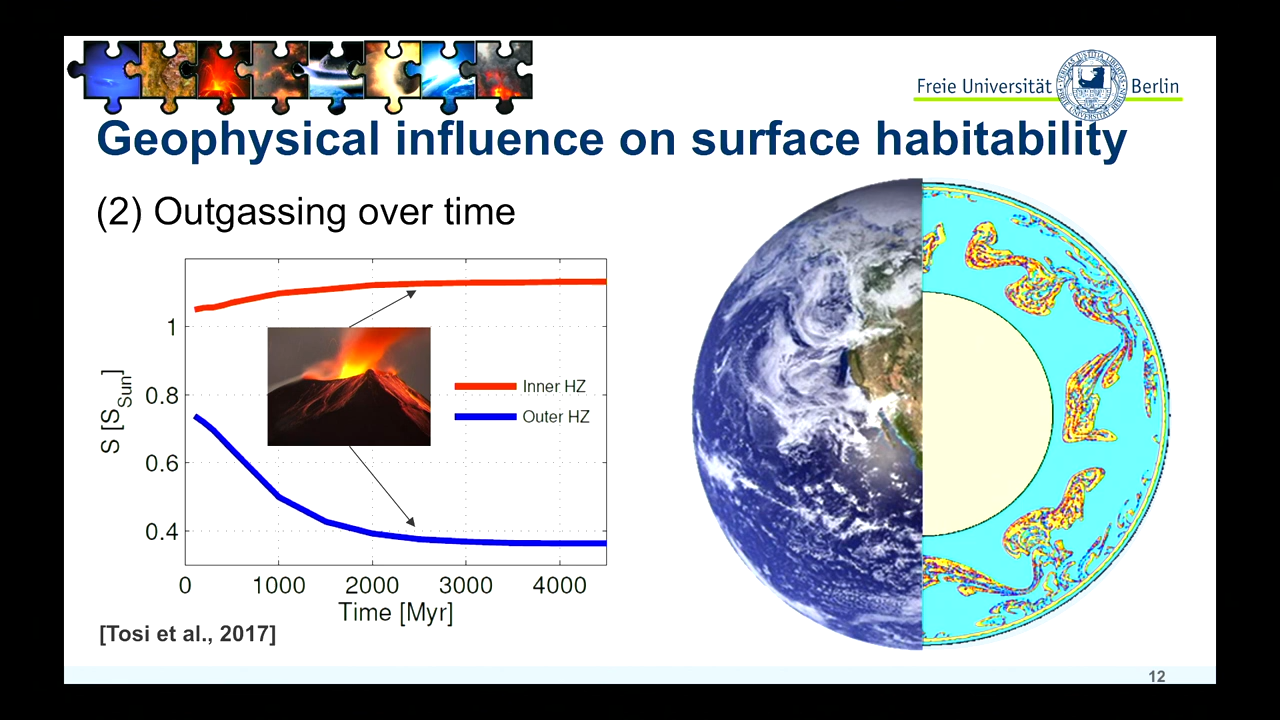 Freie Universität Berlin
Geophysical influence on surface habitability
(2) Outgassing over time
1
0.8
0.6
0.4
S [S_Sun]
Inner HZ
Outer HZ
0 1000 2000 3000 4000
Time [Myr]
[Tosi et al., 2017]
12